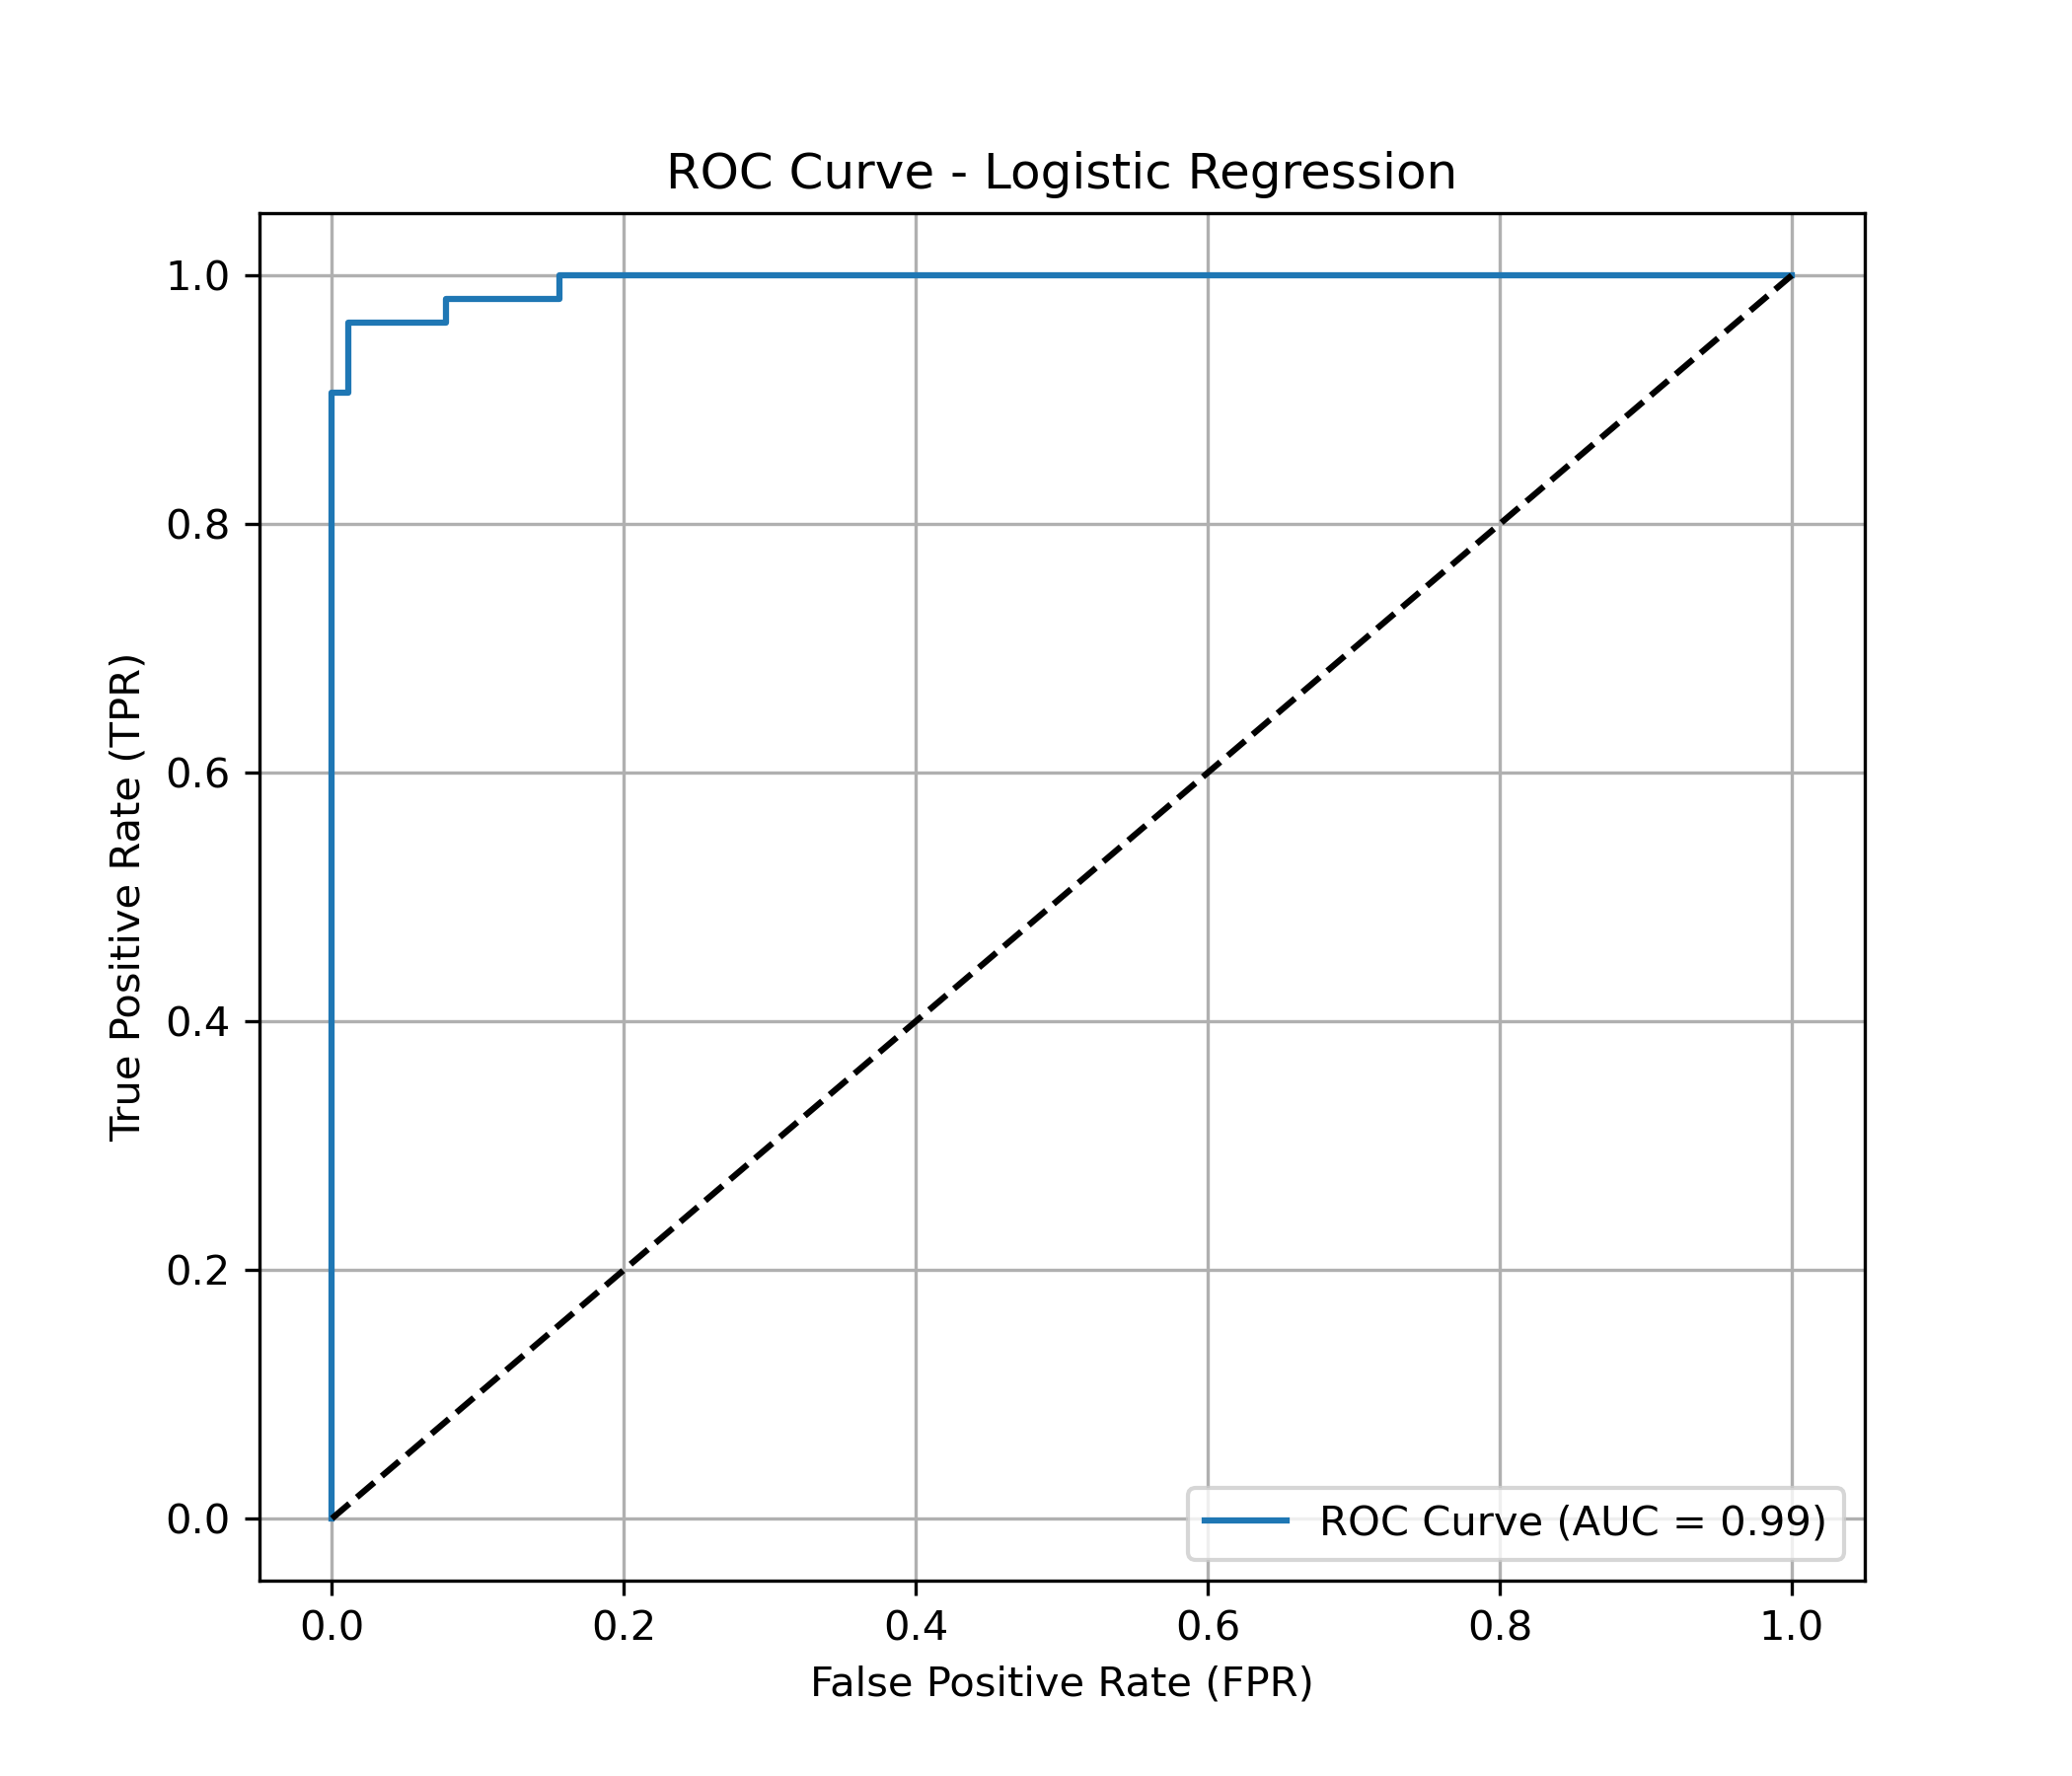 ROC Curve - Logistic Regression
True Positive Rate (TPR)
1.0
0.8
0.6
0.4
0.2
0.0
ROC Curve (AUC = 0.99)
0.0 0.2 0.4 0.6 0.8 1.0
False Positive Rate (FPR)